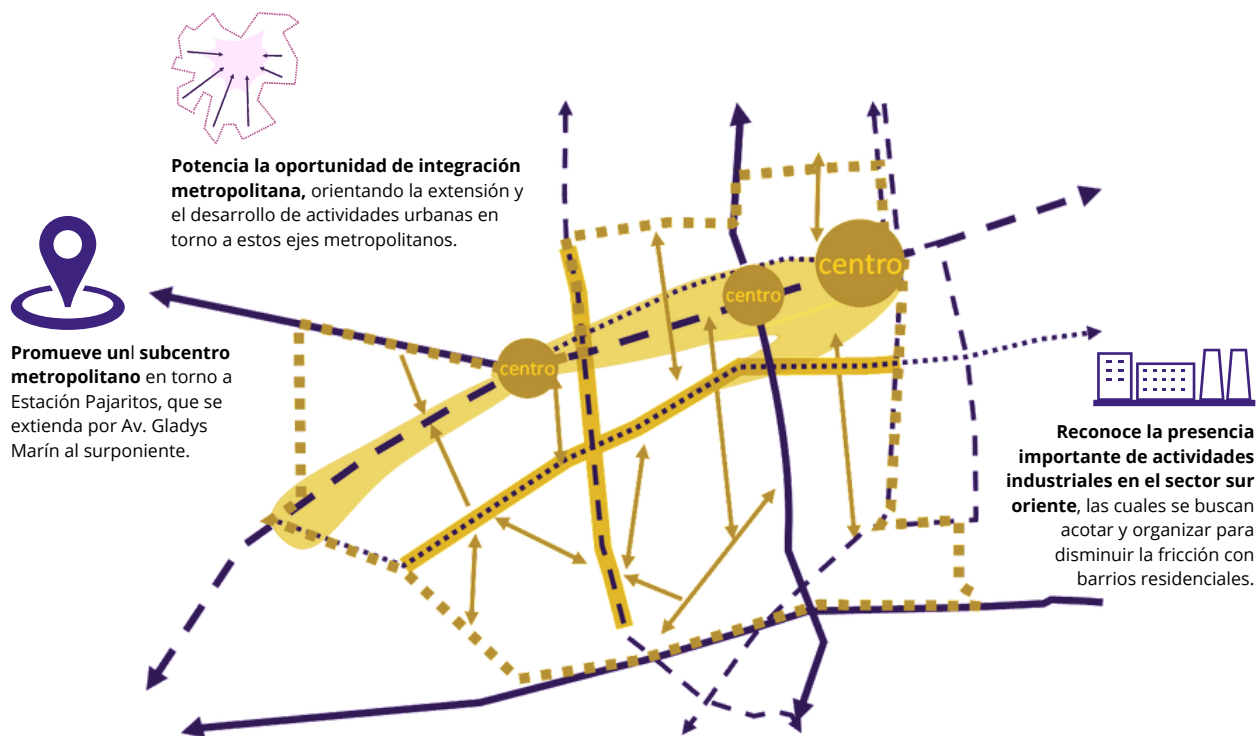 Potencia la oportunidad de integración
metropolitana, orientando la extensión y
el desarrollo de actividades urbanas en
torno a estos ejes metropolitanos.
Promueve unl subcentro
metropolitano en torno a
Estación Pajaritos, que se
extienda por Av. Gladys
Marín al surponiente.
centro
centro
centro
Reconoce la presencia
importante de actividades
industriales en el sector sur
oriente, las cuales se buscan
acotar y organizar para
disminuir la fricción con
barrios residenciales.